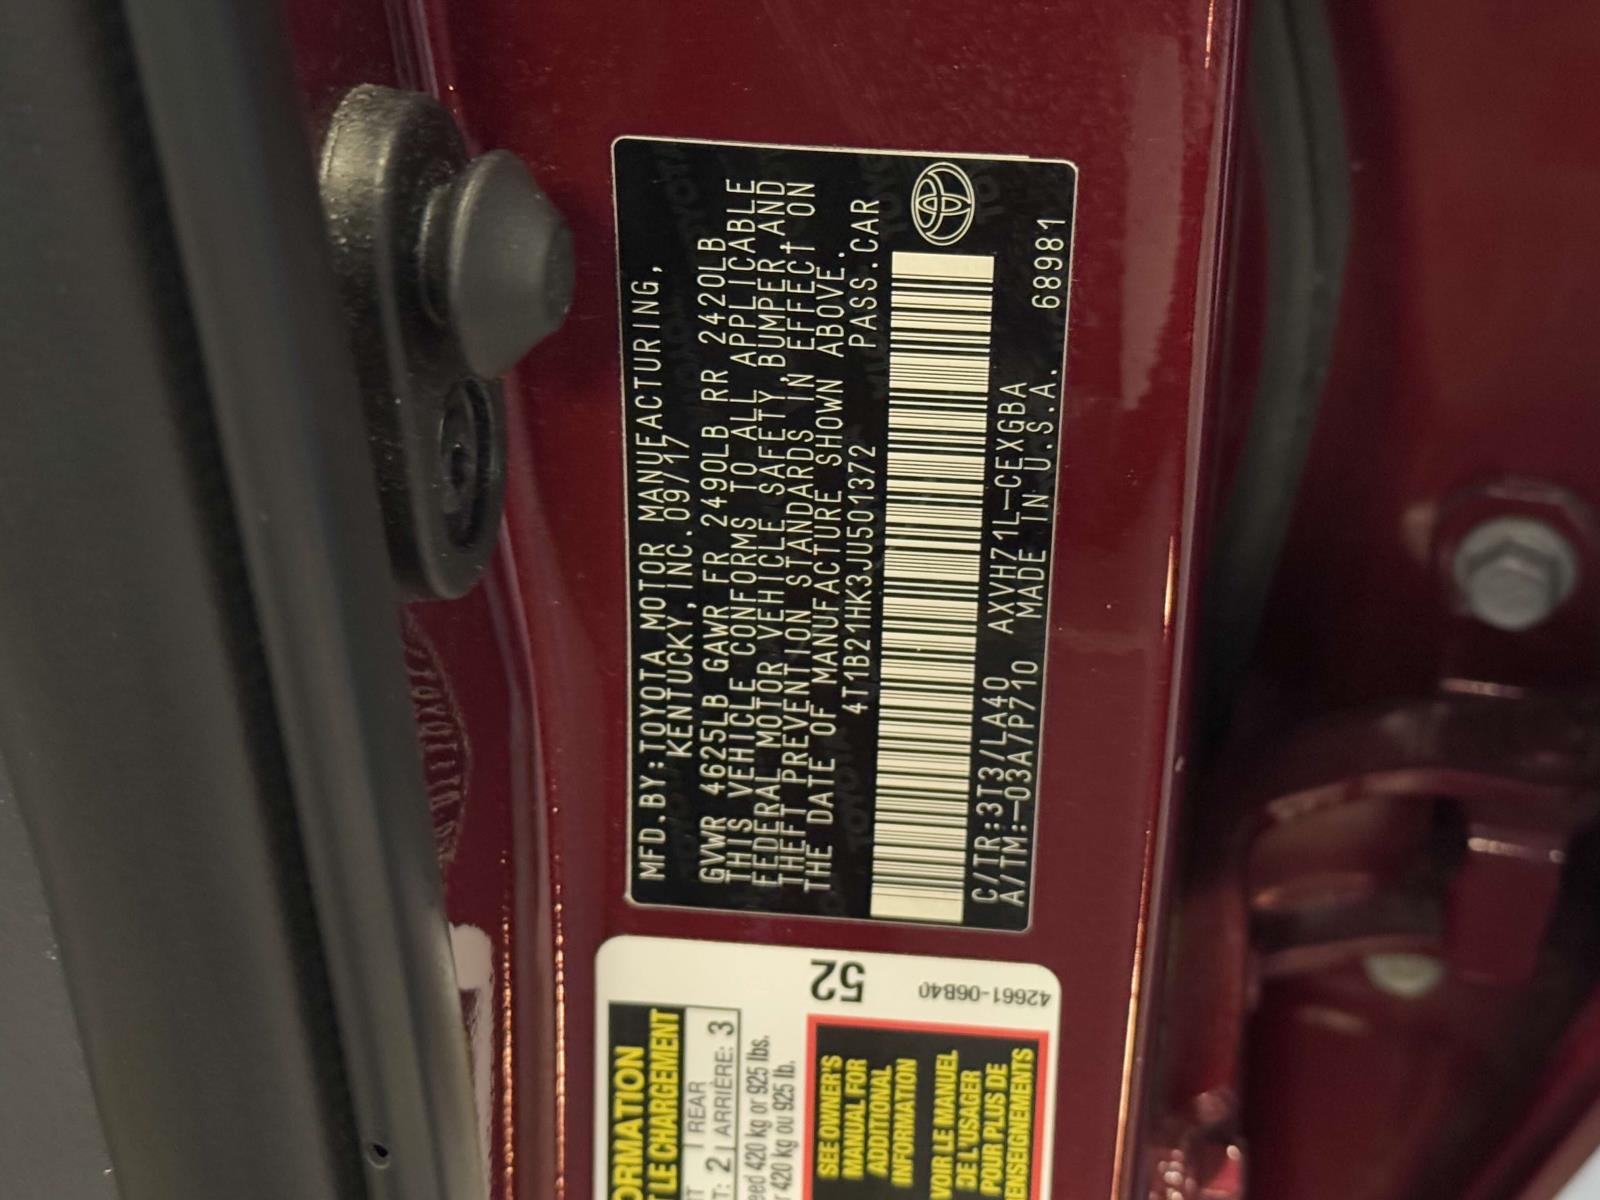 MFD.BY:TOYOTA MOTOR MANUFACTURING,
KENTUCKY,INC.09/17
GVWR 4625LB GAWR FR 2490LB RR 2420LB
THIS VEHICLE CONFORMS TO ALL APPLICABLE
FEDERAL MOTOR VEHICLE SAFETY,BUMPER,AND
THEFT PREVENTION STANDARDS IN EFFECT ON
THE DATE OF MANUFACTURE SHOWN ABOVE.
4T1B21HK3JU501372 PASS.CAR
C/TR:3T3/LA40 AXVH71L-CEXGBA
A/TM:-03A/P710 MADE IN U.S.A. 68981
52
42661-06B40
LE CHARGEMENT
REAR
2 ARRIÈRE: 3
420 kg or 925 lbs.
420 kg ou 925 lb.
SEE OWNER'S
MANUAL FOR
ADDITIONAL
INFORMATION
VOIR LE MANUEL
DE L'USAGER
POUR PLUS DE
RENSEIGNEMENTS